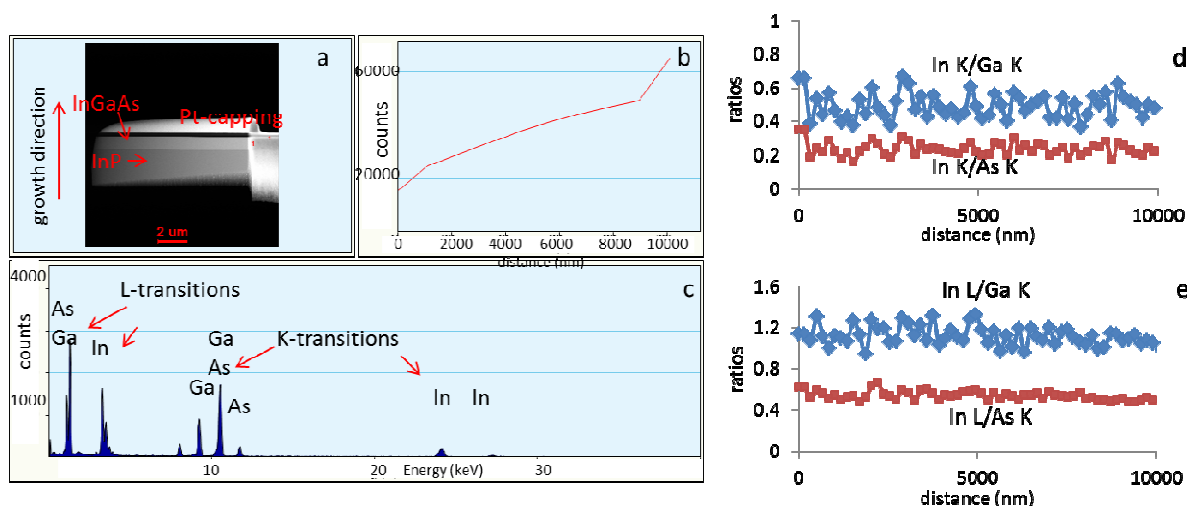 a
InGaAs
Pt-capping
InP
growth direction
2 um
b
60000
20000
counts
0 2000 4000 6000 8000 10000
distance (nm)
c
4000
1000
counts
As
Ga
L-transitions
In
Ga
As
Ga
As
K-transitions
In In
10 20 30
Energy (keV)
d
1
0.8
0.6
0.4
0.2
0
ratios
In K/Ga K
In K/As K
0 5000 10000
distance (nm)
e
1.6
1.2
0.8
0.4
0
ratios
In L/Ga K
In L/As K
0 5000 10000
distance (nm)